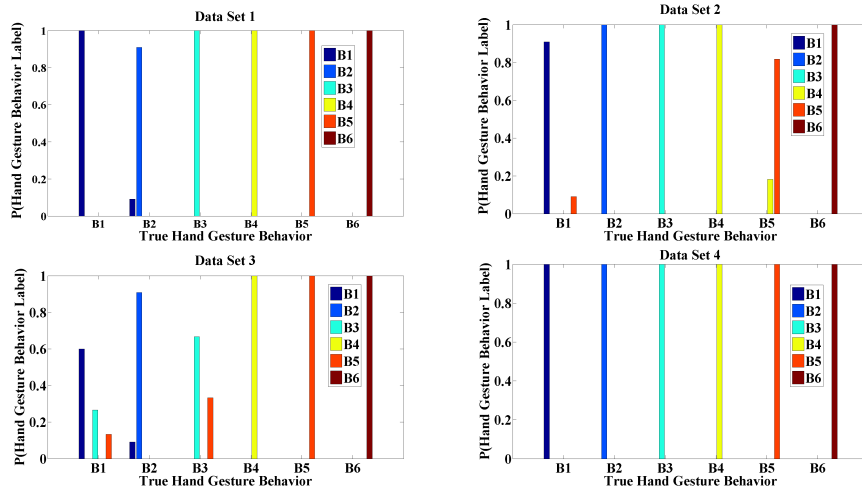 Data Set 1
P(Hand Gesture Behavior Label)
1
0.8
0.6
0.4
0.2
0
B1
B2
B3
B4
B5
B6
B1 B2 B3 B4 B5 B6
True Hand Gesture Behavior
Data Set 2
P(Hand Gesture Behavior Label)
1
0.8
0.6
0.4
0.2
0
B1
B2
B3
B4
B5
B6
B1 B2 B3 B4 B5 B6
True Hand Gesture Behavior
Data Set 3
P(Hand Gesture Behavior Label)
1
0.8
0.6
0.4
0.2
0
B1
B2
B3
B4
B5
B6
B1 B2 B3 B4 B5 B6
True Hand Gesture Behavior
Data Set 4
P(Hand Gesture Behavior Label)
1
0.8
0.6
0.4
0.2
0
B1
B2
B3
B4
B5
B6
B1 B2 B3 B4 B5 B6
True Hand Gesture Behavior